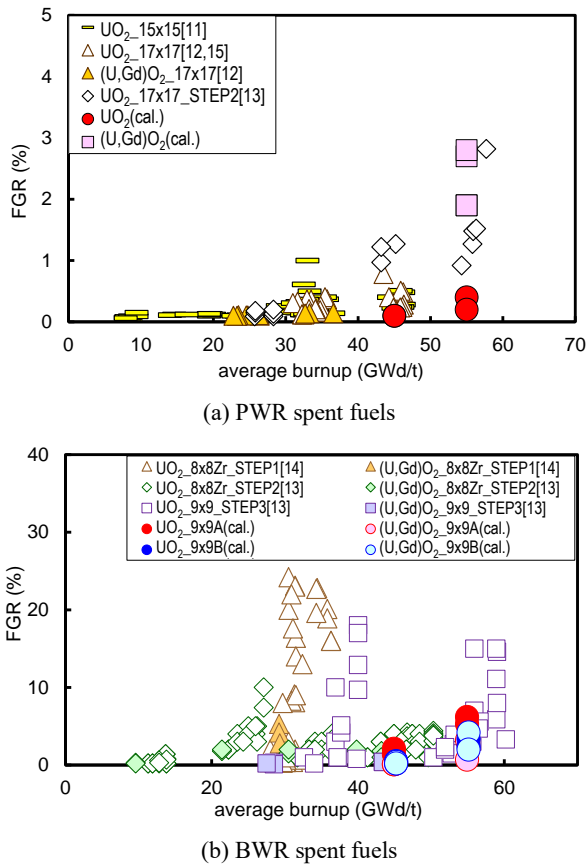 5
4
3
2
1
0
FGR (%)
UO2_15x15[11]
UO2_17x17[12,15]
(U,Gd)O2_17x17[12]
UO2_17x17_STEP2[13]
UO2(cal.)
(U,Gd)O2(cal.)
0 10 20 30 40 50 60 70
average burnup (GWd/t)
(a) PWR spent fuels
40
30
20
10
0
FGR (%)
UO2_8x8Zr_STEP1[14] (U,Gd)O2_8x8Zr_STEP1[14]
UO2_8x8Zr_STEP2[13] (U,Gd)O2_8x8Zr_STEP2[13]
UO2_9x9_STEP3[13] (U,Gd)O2_9x9_STEP3[13]
UO2_9x9A(cal.) (U,Gd)O2_9x9A(cal.)
UO2_9x9B(cal.) (U,Gd)O2_9x9B(cal.)
0 20 40 60 80
average burnup (GWd/t)
(b) BWR spent fuels